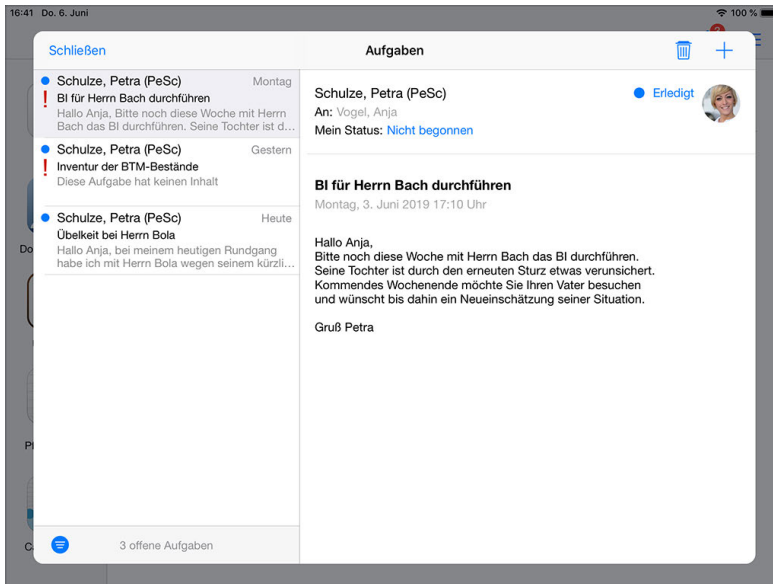 16:41 Do. 6. Juni
100 %
Schließen
Aufgaben
Schulze, Petra (PeSc)
Montag
BI für Herrn Bach durchführen
Hallo Anja, Bitte noch diese Woche mit Herrn
Bach das BI durchführen. Seine Tochter ist d...
Schulze, Petra (PeSc)
Gestern
Inventur der BTM-Bestände
Diese Aufgabe hat keinen Inhalt
Schulze, Petra (PeSc)
Heute
Übelkeit bei Herrn Bola
Hallo Anja, bei meinem heutigen Rundgang
habe ich mit Herrn Bola wegen seinem kürzli...
3 offene Aufgaben
Schulze, Petra (PeSc)
Erledigt
An: Vogel, Anja
Mein Status: Nicht begonnen
BI für Herrn Bach durchführen
Montag, 3. Juni 2019 17:10 Uhr
Hallo Anja,
Bitte noch diese Woche mit Herrn Bach das BI durchführen.
Seine Tochter ist durch den erneuten Sturz etwas verunsichert.
Kommendes Wochenende möchte Sie Ihren Vater besuchen
und wünscht bis dahin ein Neueinschätzung seiner Situation.
Gruß Petra